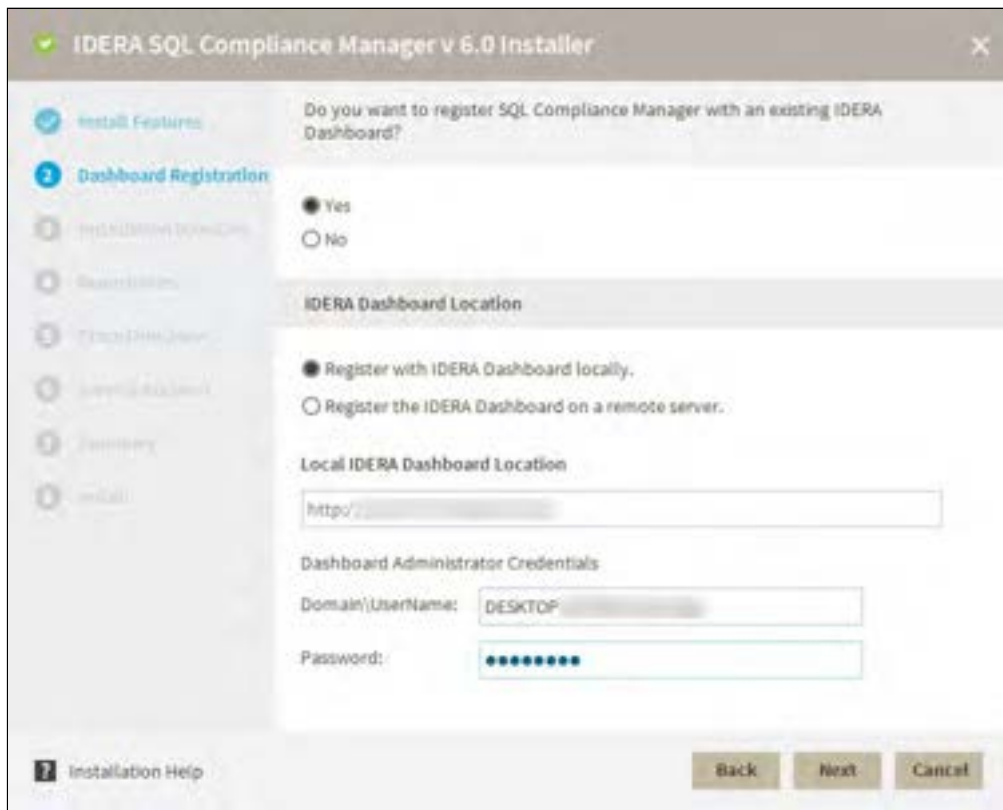 IDERA SQL Compliance Manager v 6.0 Installer
Install Features
2
Dashboard Registration
Do you want to register SQL Compliance Manager with an existing IDERA
Dashboard?
Yes
No
IDERA Dashboard Location
Register with IDERA Dashboard locally.
Register the IDERA Dashboard on a remote server.
Local IDERA Dashboard Location
http:/
Dashboard Administrator Credentials
Domain\UserName:
DESKTOP
Password:
? Installation Help
Back
Next
Cancel